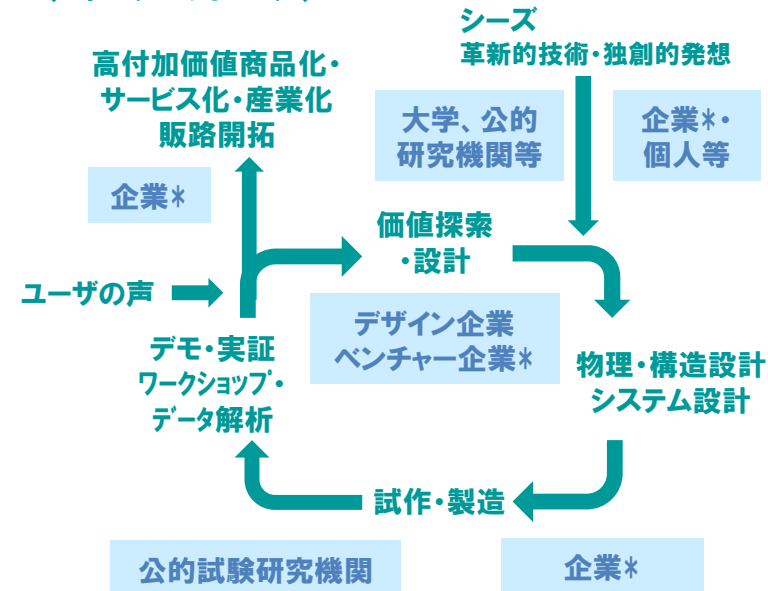 シーズ
革新的技術・独創的発想
高付加価値商品化・
サービス化・産業化
販路開拓
大学、公的
研究機関等
企業＊・
個人等
企業＊
価値探索
・設計
ユーザの声
デザイン企業
ベンチャー企業＊
デモ・実証
ワークショップ・
データ解析
物理・構造設計
システム設計
試作・製造
公的試験研究機関
企業＊